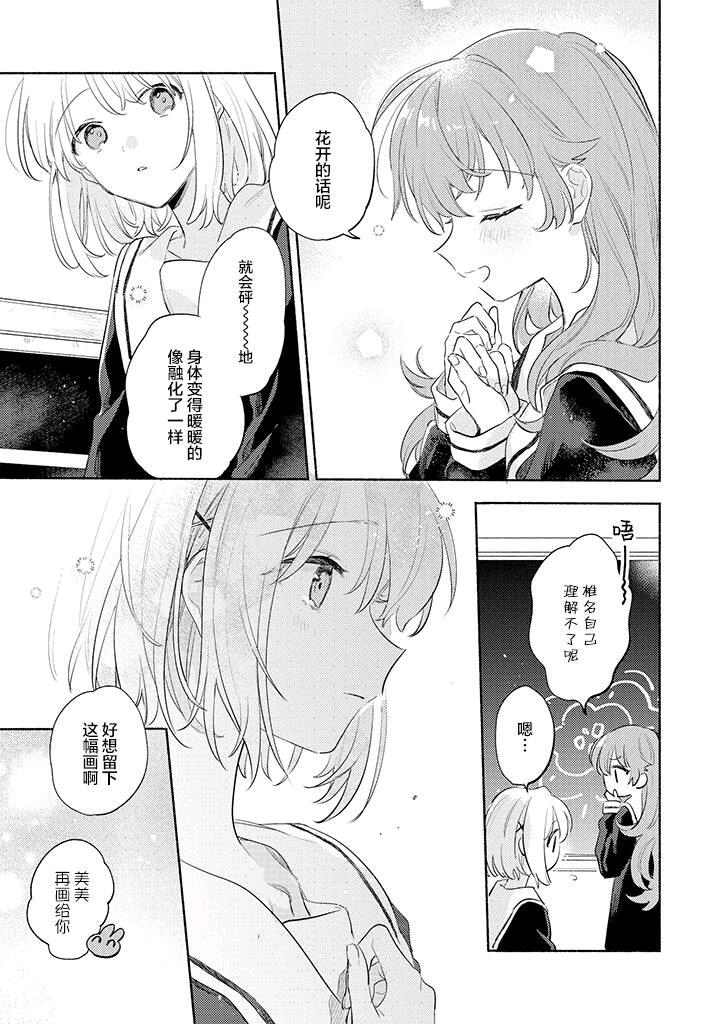 花开的话呢
就会砰~~~~~地
身体变得暖暖的
像融化了一样
唔…
椎名自己
理解不了呢
嗯…
好想留下
这幅画啊
美美
再画给你